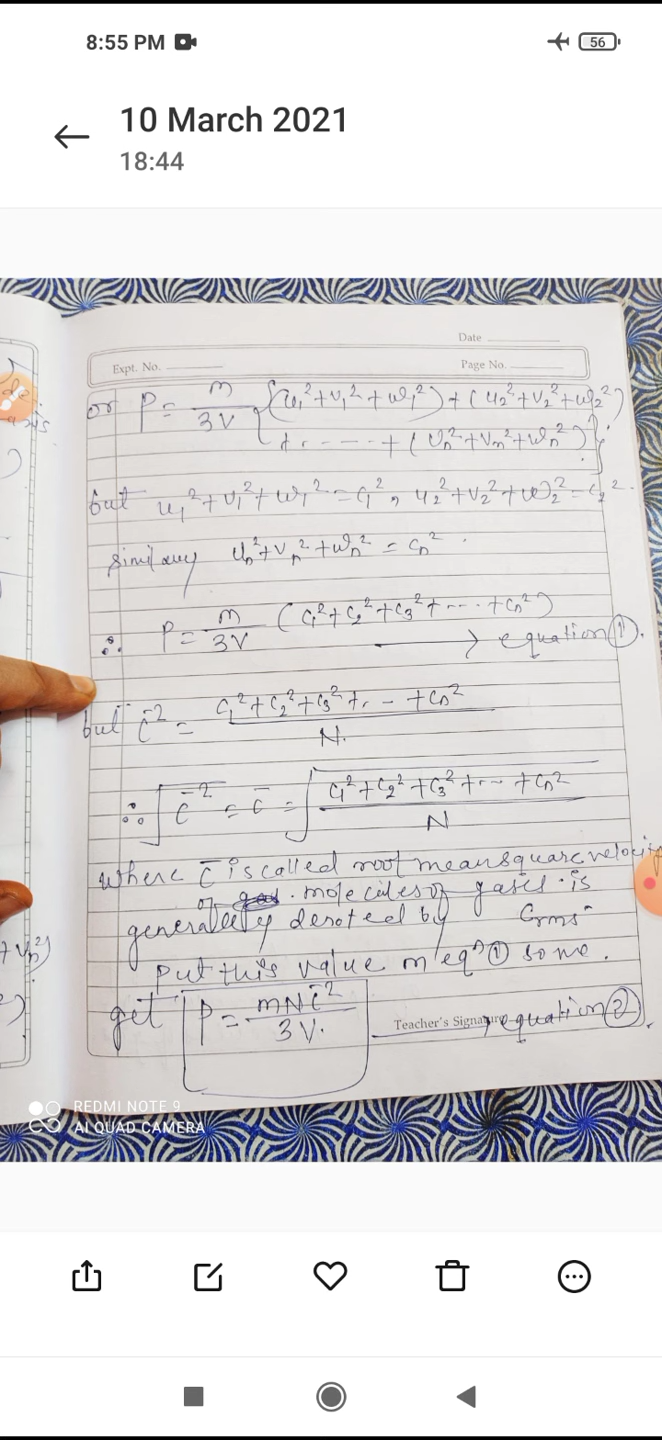 8:55 PM
56
10 March 2021
18:44
Date
Expt. No.
Page No.
or P = m/3V {(u₁²+v₁²+w₁²)+(u₂²+v₂²+w₂²)
+ ---- + (Un²+Vn²+Wn²)}
but u₁²+v₁²+w₁² = c₁², u₂²+v₂²+w₂² = c₂².
similarly Un²+Vn²+Wn² = Cn².
∴ P = m/3V (C₁²+C₂²+C₃²+---- +Cn²) → equation ①.
but c̄² = (C₁²+C₂²+C₃²+, - +Cn²)/N.
∴ √c̄² = c̄ = √((C₁²+C₂²+C₃²+--- +Cn²)/N)
where c̄ is called root mean square velocity
of molecules of gases is
generally denoted by Crms
Put this value in eqⁿ ① so we.
get P = mNc̄²/3V. → equation ②.
Teacher's Signature
+ Vn²)
REDMI NOTE 9
AI QUAD CAMERA